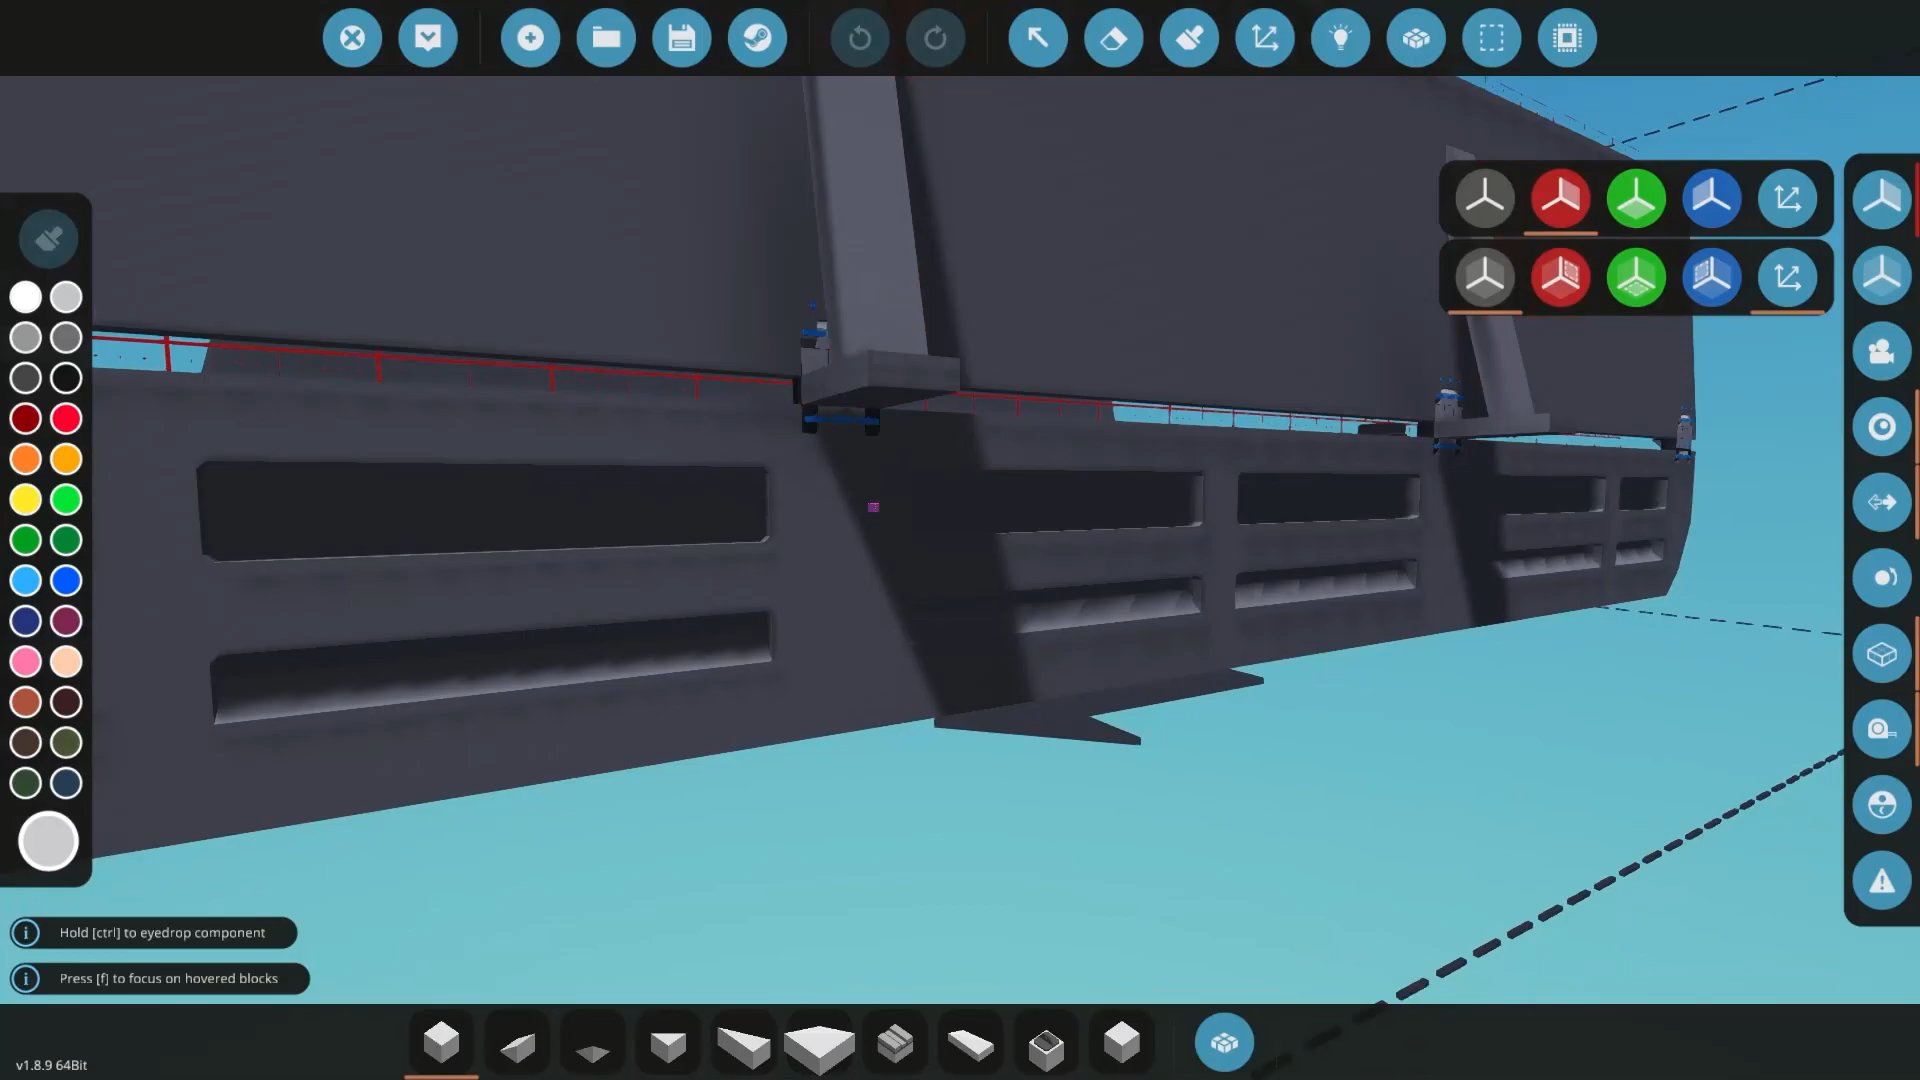 Hold [ctrl] to eyedrop component
Press [f] to focus on hovered blocks
v1.8.9 64Bit